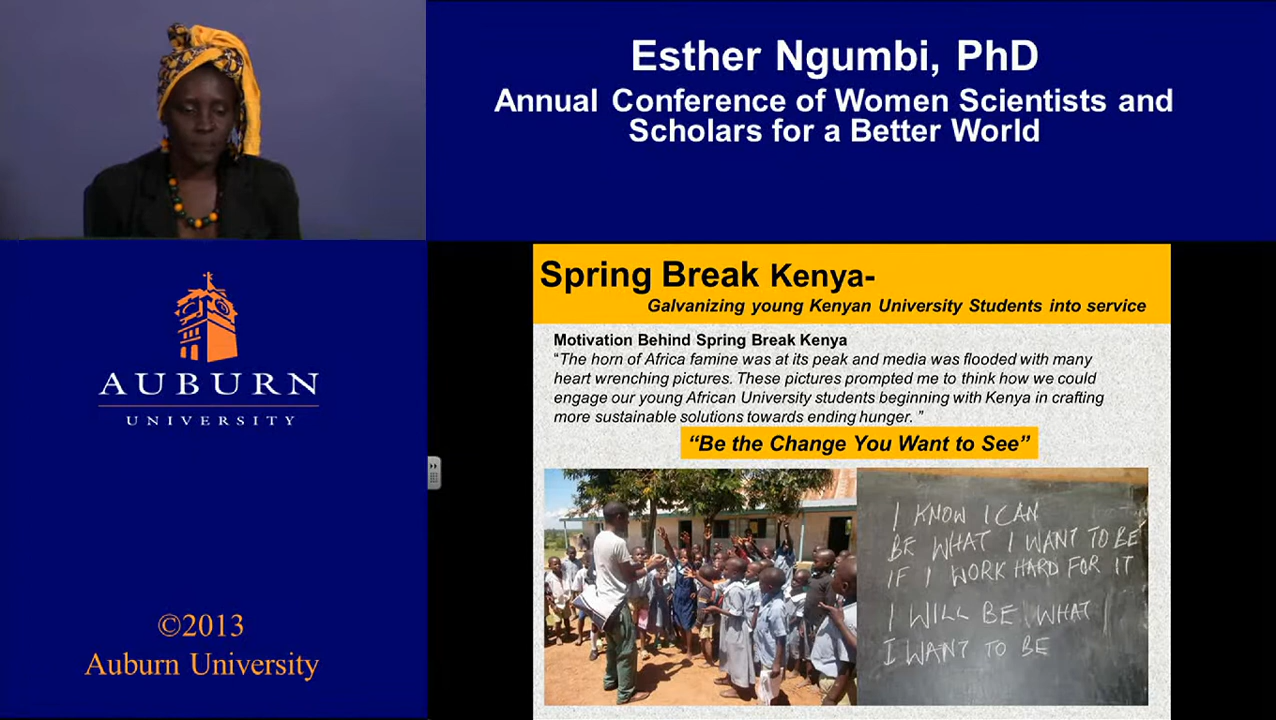 Esther Ngumbi, PhD
Annual Conference of Women Scientists and
Scholars for a Better World
AUBURN
UNIVERSITY
©2013
Auburn University
Spring Break Kenya-
Galvanizing young Kenyan University Students into service
Motivation Behind Spring Break Kenya
“The horn of Africa famine was at its peak and media was flooded with many
heart wrenching pictures. These pictures prompted me to think how we could
engage our young African University students beginning with Kenya in crafting
more sustainable solutions towards ending hunger. ”
“Be the Change You Want to See”
I KNOW I CAN
BE WHAT I WANT TO BE
IF I WORK HARD FOR IT
I WILL BE WHAT
I WANT TO BE